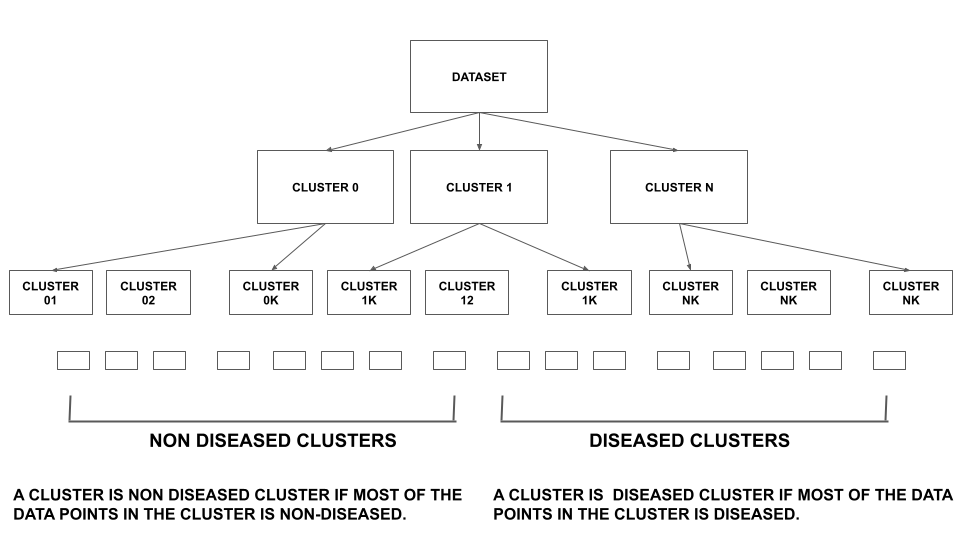 DATASET
CLUSTER 0
CLUSTER 1
CLUSTER N
CLUSTER
01
CLUSTER
02
CLUSTER
0K
CLUSTER
1K
CLUSTER
12
CLUSTER
1K
CLUSTER
NK
CLUSTER
NK
CLUSTER
NK
NON DISEASED CLUSTERS
DISEASED CLUSTERS
A CLUSTER IS NON DISEASED CLUSTER IF MOST OF THE
DATA POINTS IN THE CLUSTER IS NON-DISEASED.
A CLUSTER IS  DISEASED CLUSTER IF MOST OF THE DATA
POINTS IN THE CLUSTER IS DISEASED.